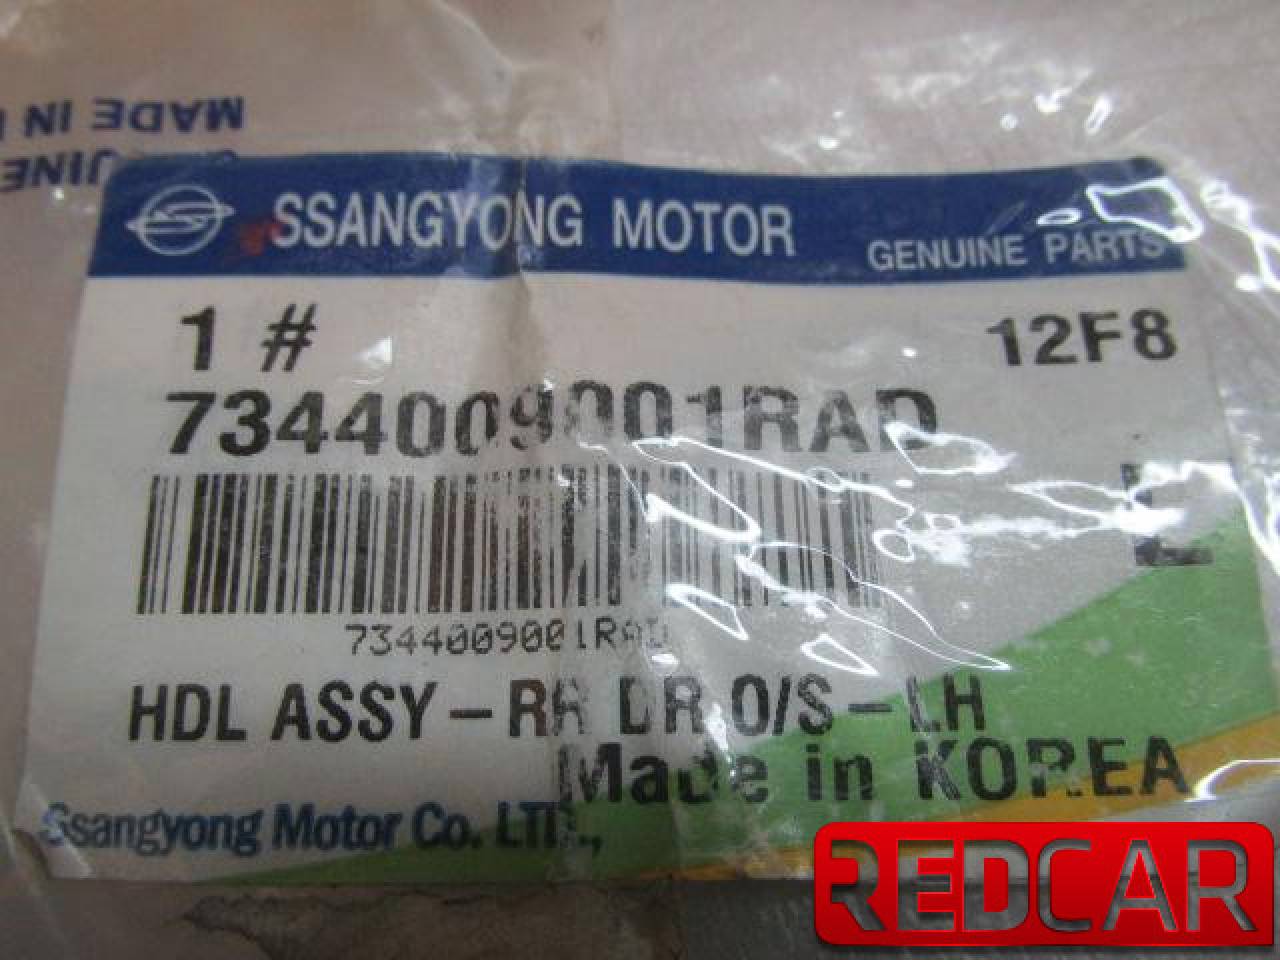 MADE IN
SSANGYONG MOTOR GENUINE PARTS
1 # 12F8
7344009001RAD
7344009001RAD
HDL ASSY-RR DR O/S-LH
Made in KOREA
Ssangyong Motor Co. LTD.,
REDCAR